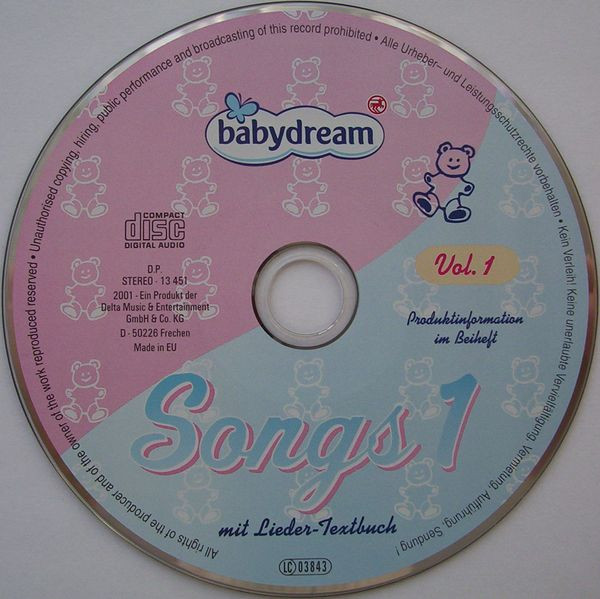 • Unauthorised copying, hiring, public performance and broadcasting of this record prohibited • Alle Urheber– und Leistungsschutzrechte vorbehalten • Kein Verleih! Keine unerlaubte Vervielfältigung, Vermietung, Aufführung, Sendung !
babydream
COMPACT
disc
DIGITAL AUDIO
D.P.
STEREO - 13 451
2001 - Ein Produkt der
Delta Music & Entertainment
GmbH & Co. KG
D - 50226 Frechen
Made in EU
Vol. 1
Produktinformation
im Beiheft
Songs 1
mit Lieder-Textbuch
All rights of the producer and of the owner of the work reproduced reserved
LC 03843